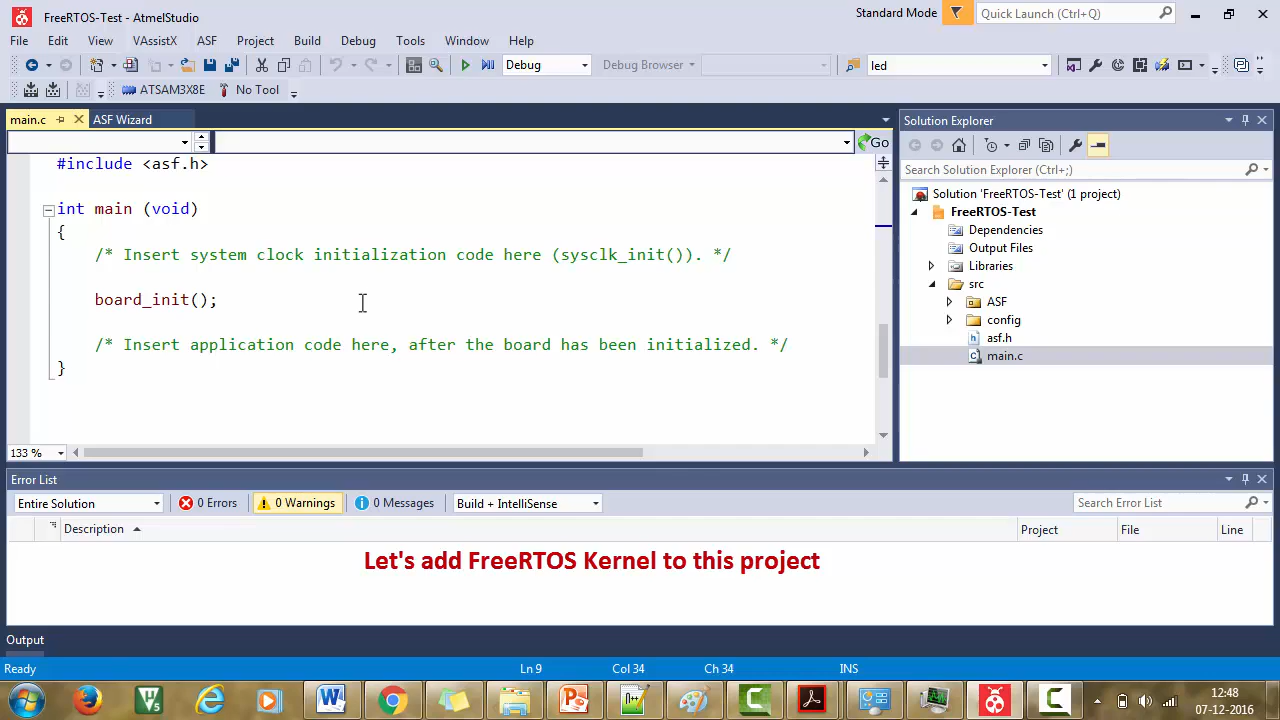 FreeRTOS-Test - AtmelStudio
Standard Mode
Quick Launch (Ctrl+Q)
File Edit View VAssistX ASF Project Build Debug Tools Window Help
Debug
Debug Browser
led
ATSAM3X8E No Tool
main.c
ASF Wizard
Go
#include <asf.h>
int main (void)
{
/* Insert system clock initialization code here (sysclk_init()). */
board_init();
/* Insert application code here, after the board has been initialized. */
}
133 %
Solution Explorer
Search Solution Explorer (Ctrl+;)
Solution 'FreeRTOS-Test' (1 project)
FreeRTOS-Test
Dependencies
Output Files
Libraries
src
ASF
config
asf.h
main.c
Error List
Entire Solution
0 Errors
0 Warnings
0 Messages
Build + IntelliSense
Search Error List
Description
Project
File
Line
Let's add FreeRTOS Kernel to this project
Output
Ready
Ln 9
Col 34
Ch 34
INS
12:48
07-12-2016